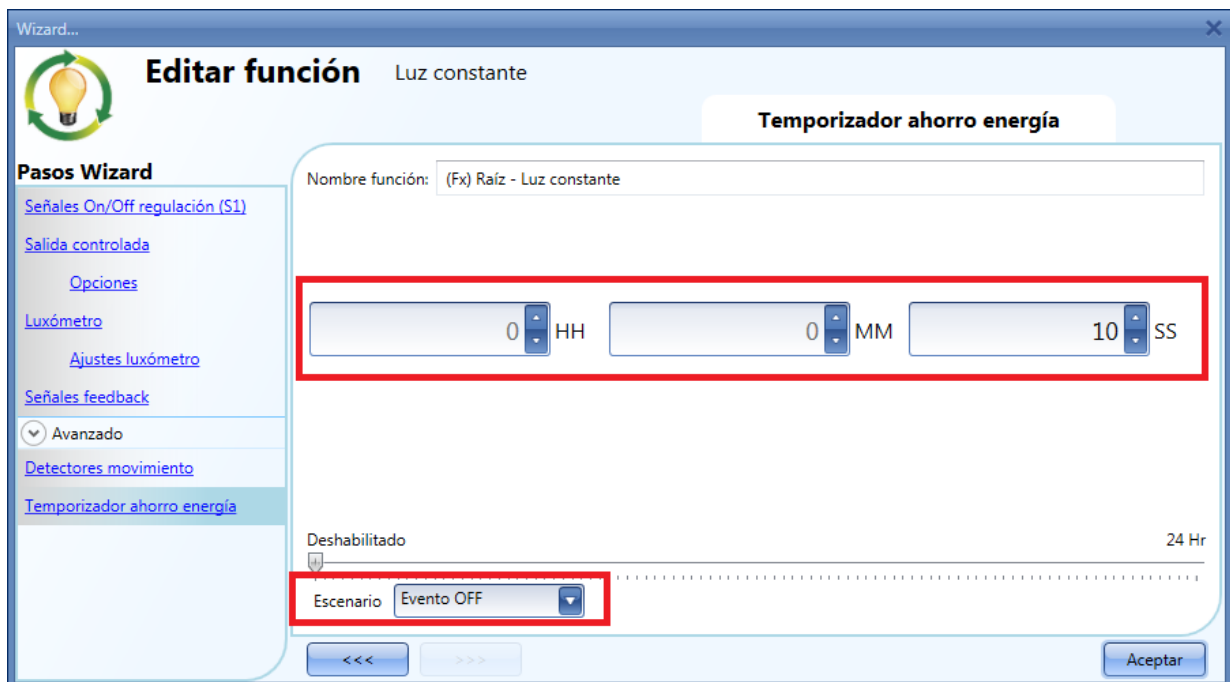 Wizard...
Editar función Luz constante
Temporizador ahorro energía
Pasos Wizard
Señales On/Off regulación (S1)
Salida controlada
Opciones
Luxómetro
Ajustes luxómetro
Señales feedback
Avanzado
Detectores movimiento
Temporizador ahorro energía
Nombre función: (Fx) Raíz - Luz constante
0 HH 0 MM 10 SS
Deshabilitado 24 Hr
Escenario Evento OFF
<<< >>> Aceptar